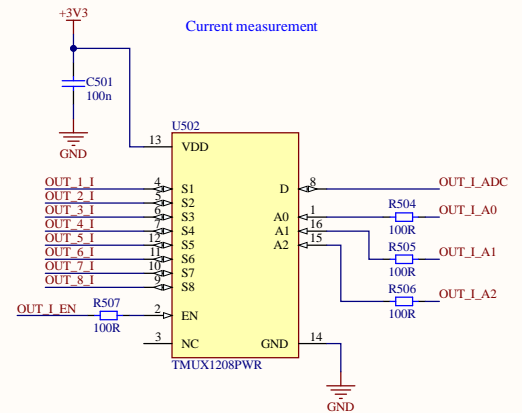 +3V3
Current measurement
C501
100n
GND
U502
13 VDD
OUT_1_I 4 S1 D 8 OUT_I_ADC
OUT_2_I 5 S2
OUT_3_I 6 S3 A0 1 R504 100R OUT_I_A0
OUT_4_I 7 S4 A1 16 R505 100R OUT_I_A1
OUT_5_I 12 S5 A2 15 R506 100R OUT_I_A2
OUT_6_I 11 S6
OUT_7_I 10 S7
OUT_8_I 9 S8
OUT_I_EN R507 100R 2 EN
3 NC GND 14
TMUX1208PWR
GND